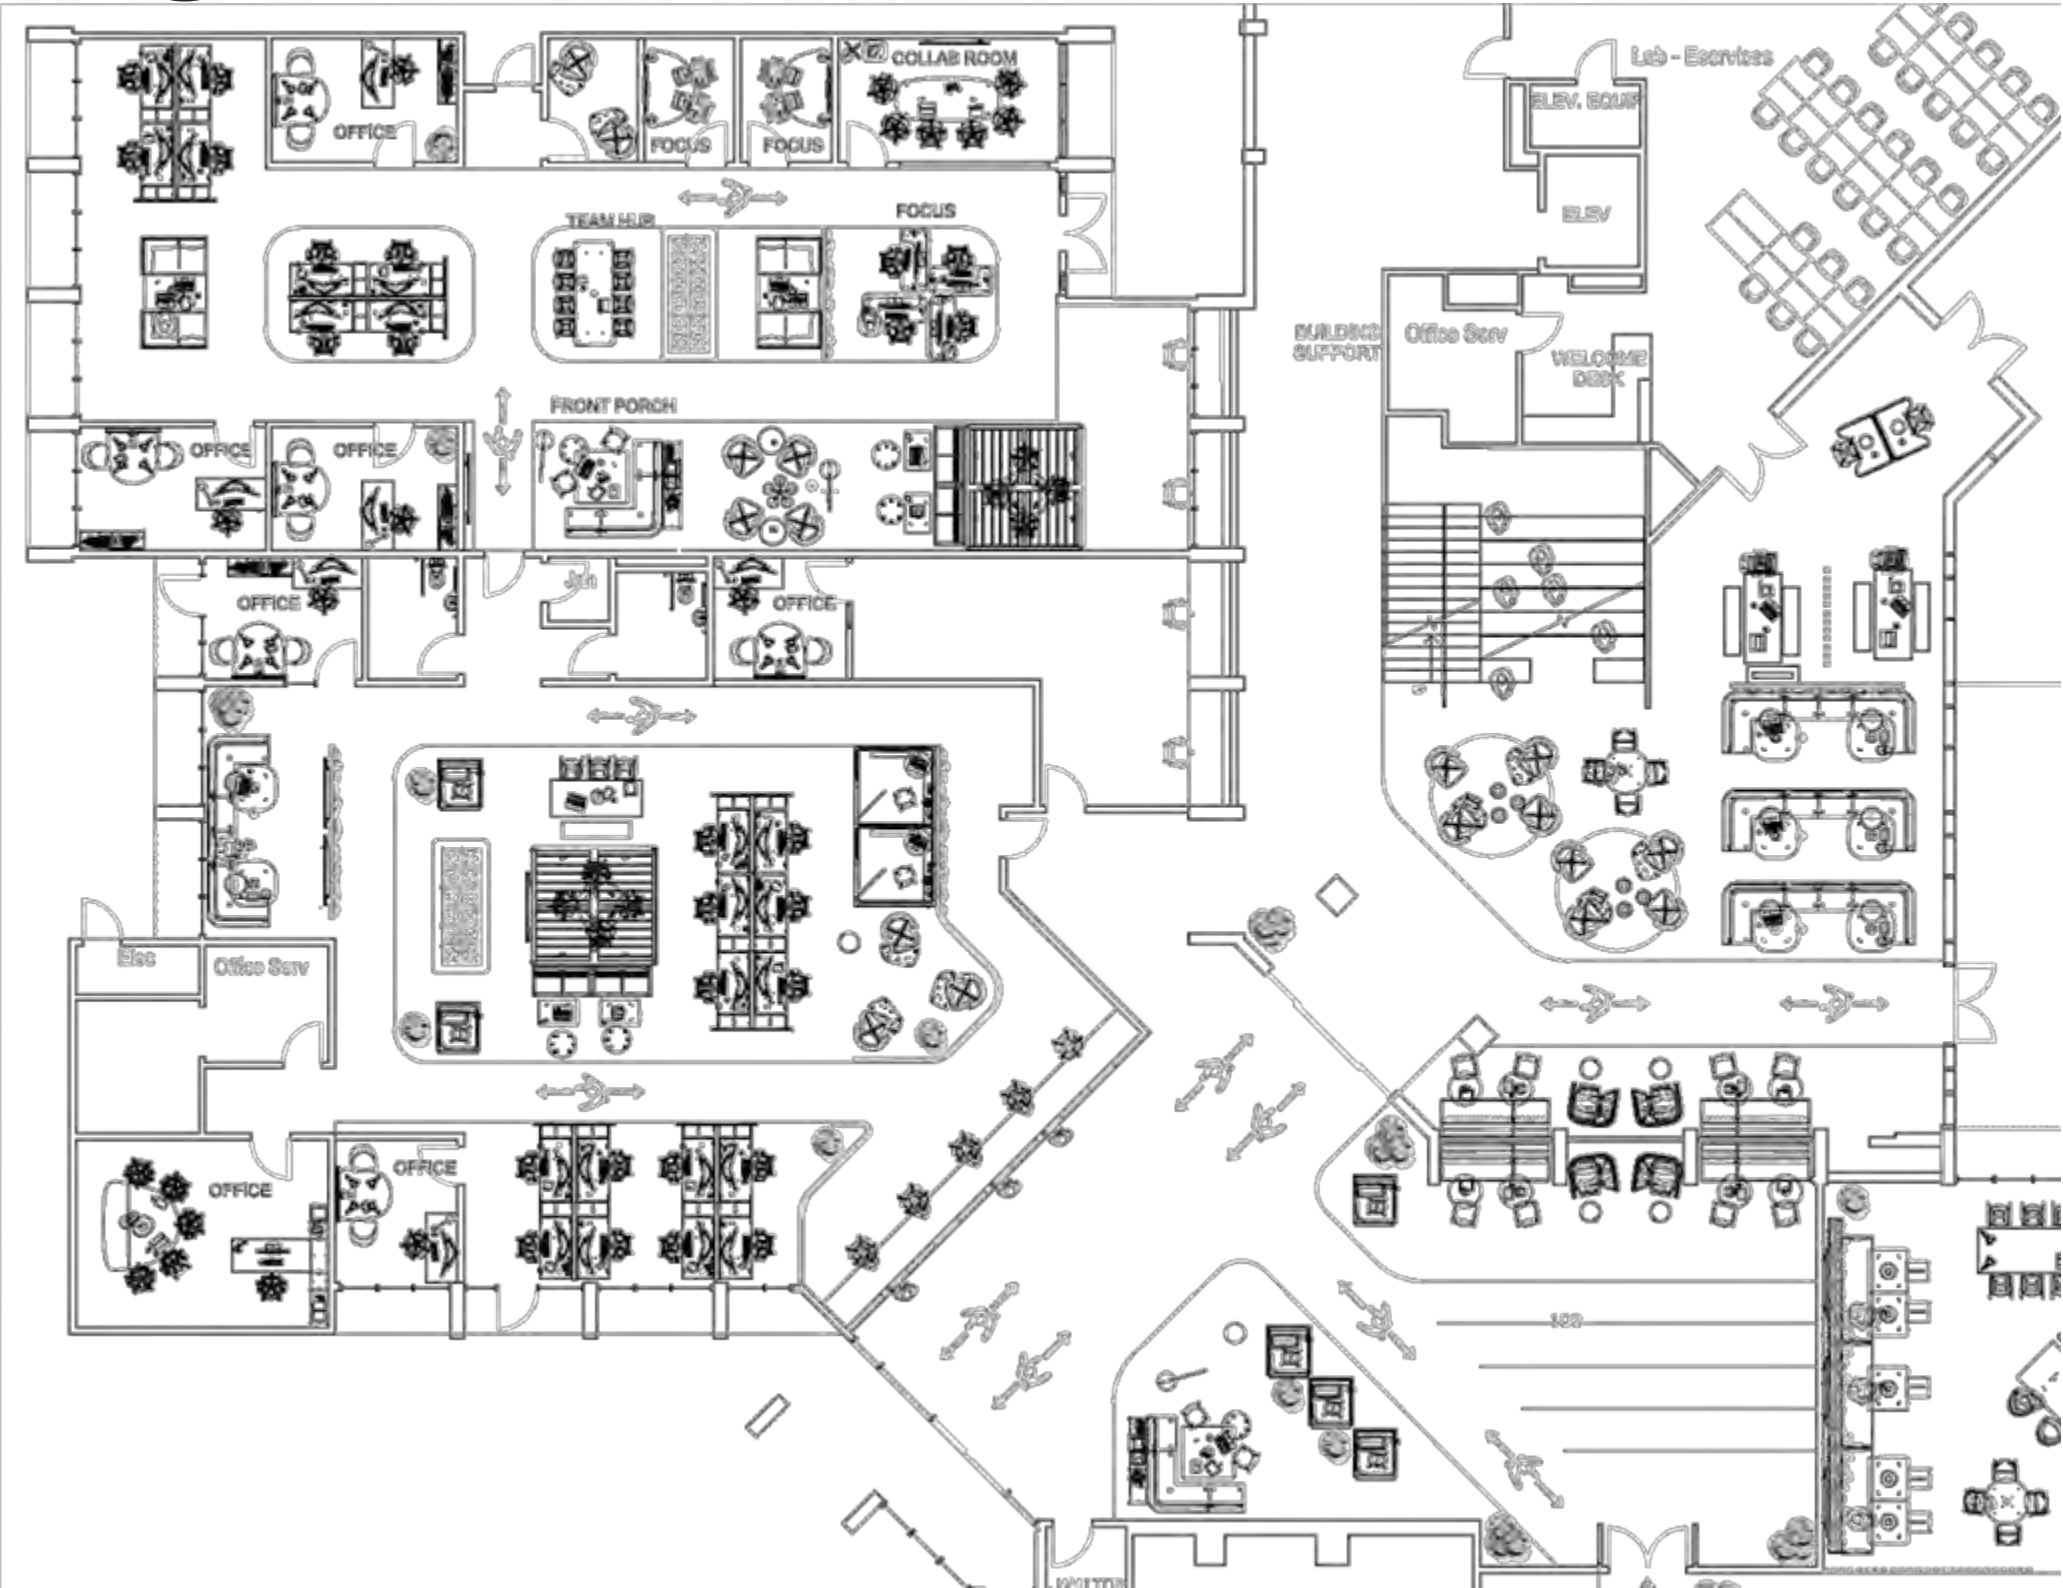 COLLAB ROOM
Lab - Eservices
ELEV. EQUIP
OFFICE
FOCUS
FOCUS
ELEV
TEAM HUB
FOCUS
BUILDING
SUPPORT
Office Serv
WELCOME
DESK
FRONT PORCH
OFFICE
OFFICE
Jan
OFFICE
OFFICE
Elec
Office Serv
OFFICE
OFFICE
102